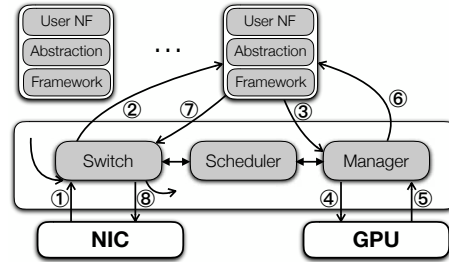 User NF
Abstraction
Framework
...
User NF
Abstraction
Framework
②
⑦
③
⑥
Switch
Scheduler
Manager
①
⑧
④
⑤
NIC
GPU